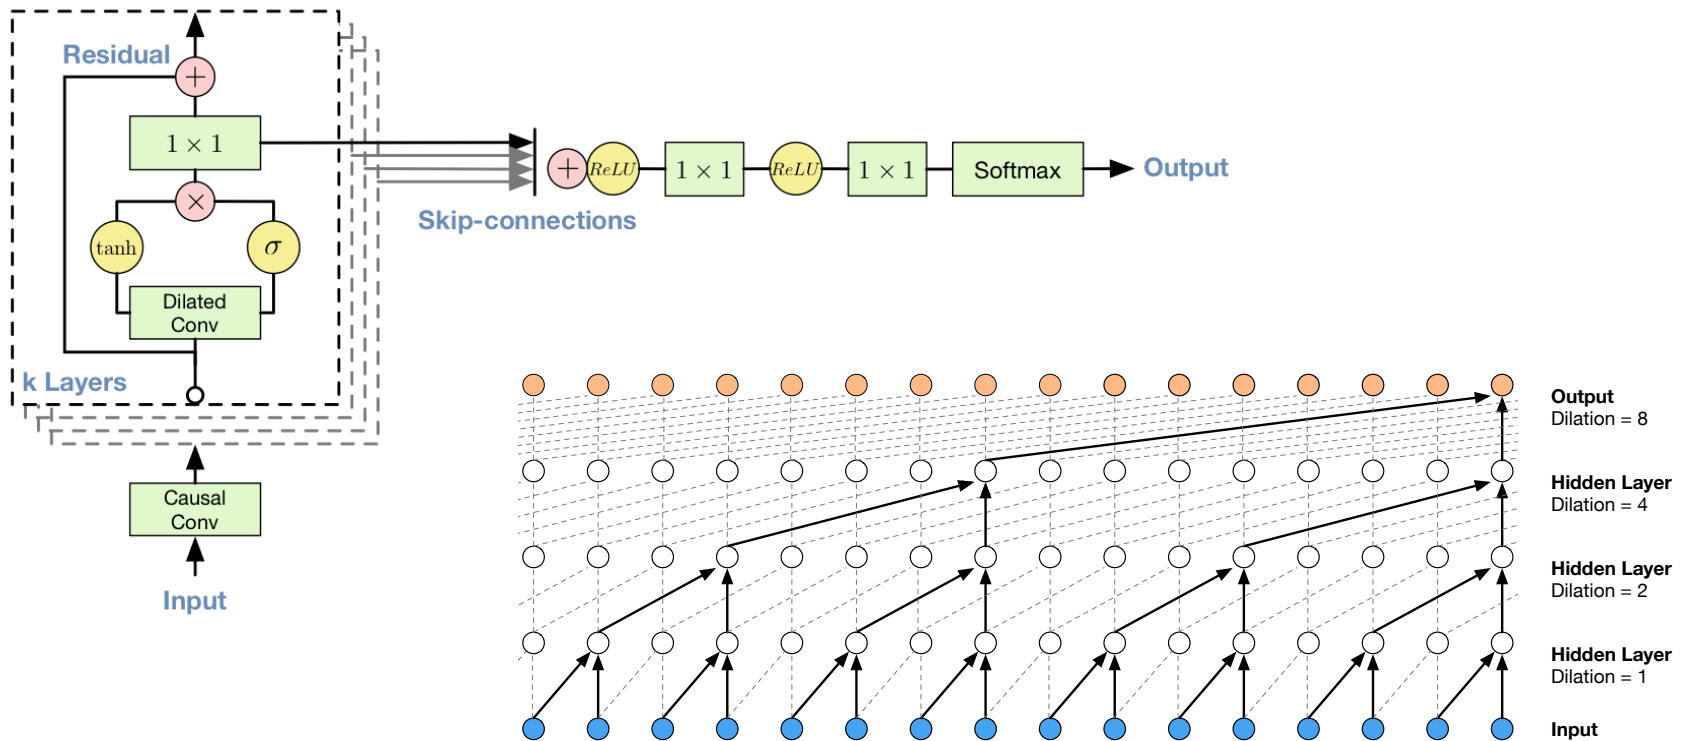 Residual
+
1 × 1
×
tanh
σ
Dilated
Conv
k Layers
Causal
Conv
Input
+
ReLU
1 × 1
ReLU
1 × 1
Softmax
Output
Skip-connections
Output
Dilation = 8
Hidden Layer
Dilation = 4
Hidden Layer
Dilation = 2
Hidden Layer
Dilation = 1
Input